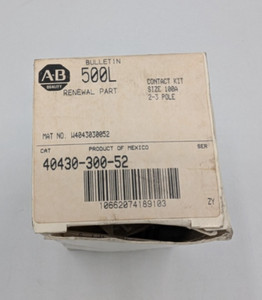 A-B
QUALITY
BULLETIN
500L
RENEWAL PART
CONTACT KIT
SIZE 100A
2-3 POLE
MAT NO. W4043030052
CAT
PRODUCT OF MEXICO
SER
40430-300-52
10662074189103
ZY